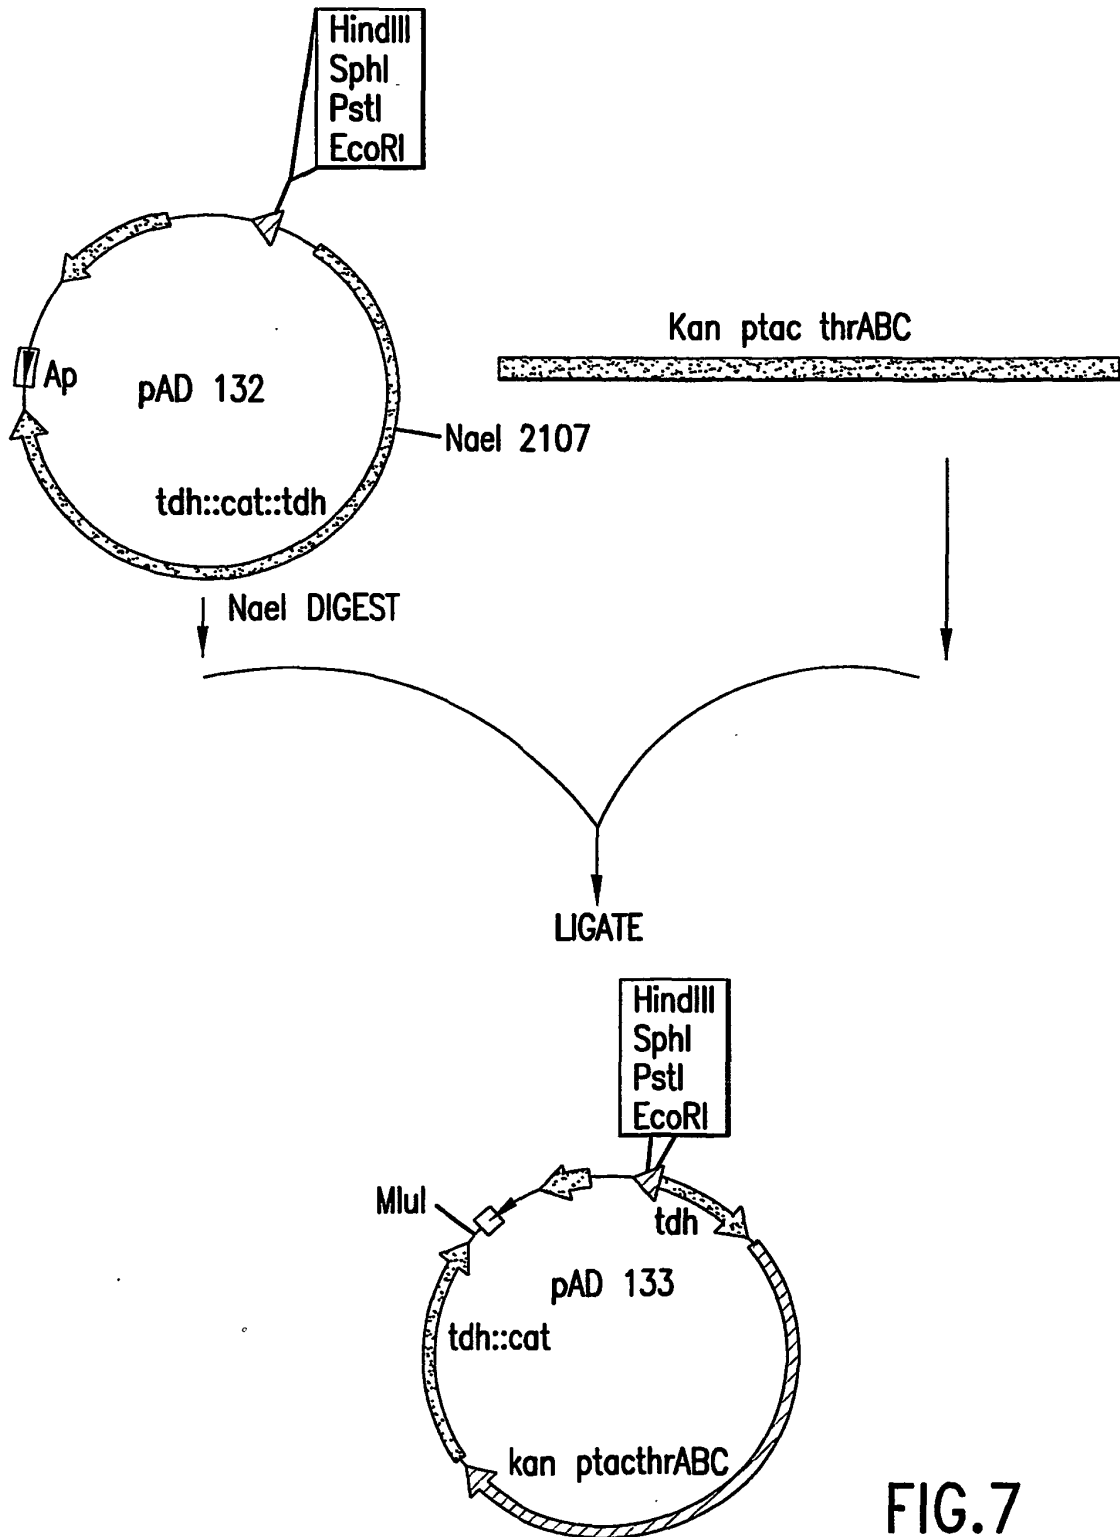 HindIII
SphI
PstI
EcoRI
Kan ptac thrABC
Ap
pAD 132
NaeI 2107
tdh::cat::tdh
NaeI DIGEST
LIGATE
HindIII
SphI
PstI
EcoRI
MluI
tdh
pAD 133
tdh::cat
kan ptacthrABC
FIG.7